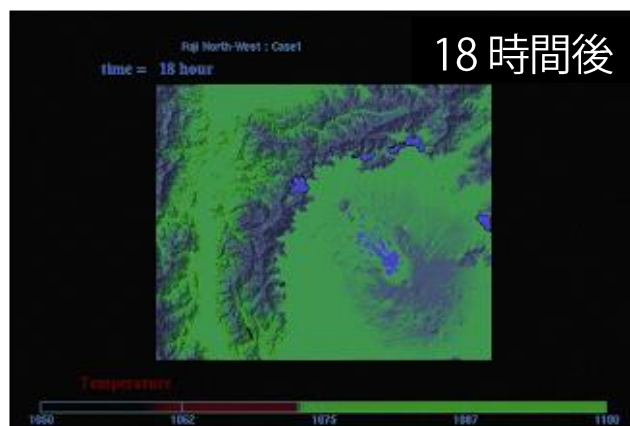 Fuji North-West : Case1
18 時間後
time = 18 hour
Temperature
1050 1062 1075 1087 1100